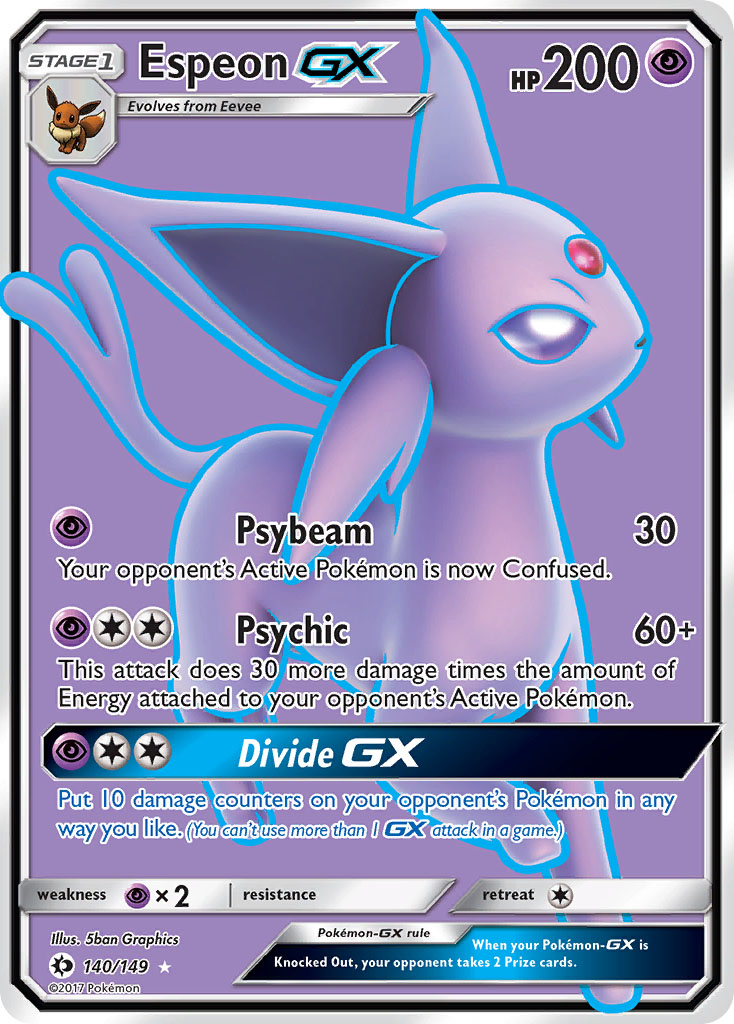 STAGE1
Espeon GX
HP 200
Evolves from Eevee
Psybeam 30
Your opponent's Active Pokémon is now Confused.
Psychic 60+
This attack does 30 more damage times the amount of
Energy attached to your opponent's Active Pokémon.
Divide GX
Put 10 damage counters on your opponent's Pokémon in any
way you like. (You can't use more than 1 GX attack in a game.)
weakness ×2 resistance retreat
Illus. 5ban Graphics
140/149
©2017 Pokémon
Pokémon-GX rule
When your Pokémon-GX is
Knocked Out, your opponent takes 2 Prize cards.